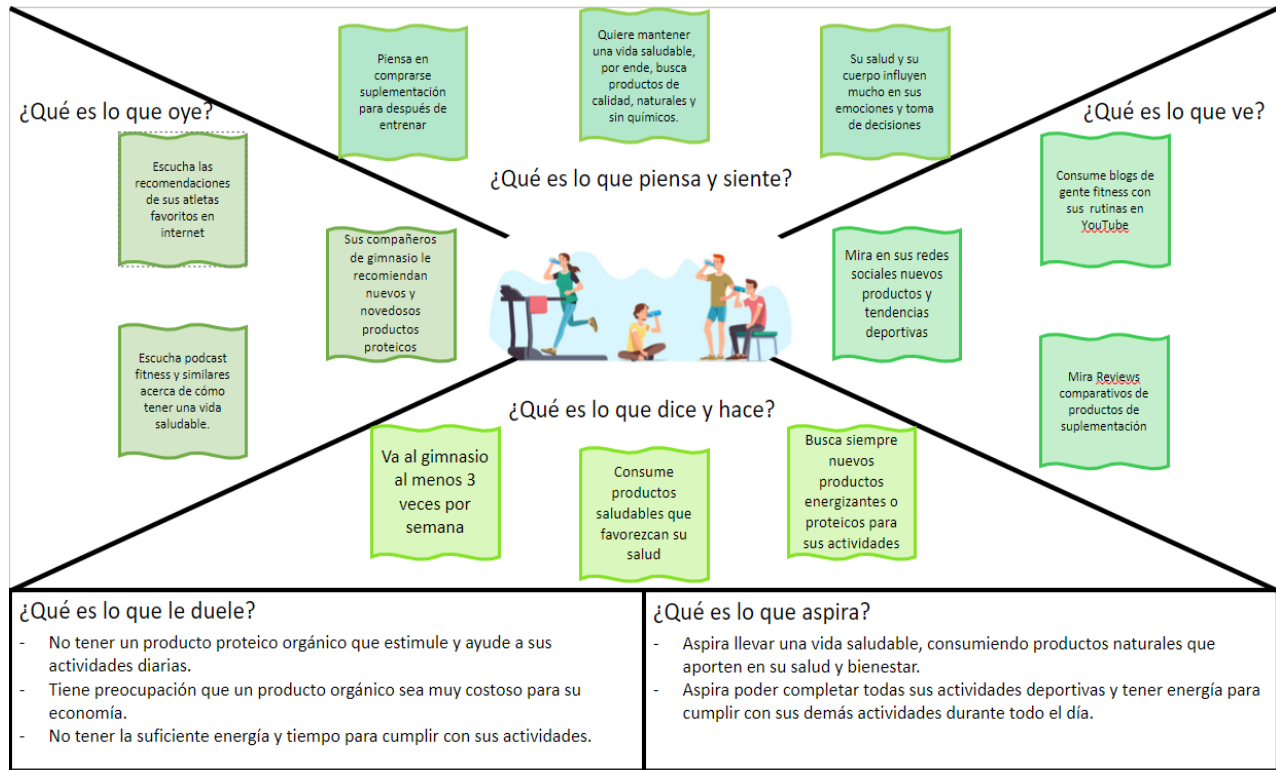 Piensa en
comprarse
suplementación
para después de
entrenar
Quiere mantener
una vida saludable,
por ende, busca
productos de
calidad, naturales y
sin químicos.
Su salud y su
cuerpo influyen
mucho en sus
emociones y toma
de decisiones
¿Qué es lo que oye?
¿Qué es lo que ve?
Escucha las
recomendaciones
de sus atletas
favoritos en
internet
¿Qué es lo que piensa y siente?
Consume blogs de
gente fitness con
sus rutinas en
YouTube
Sus compañeros
de gimnasio le
recomiendan
nuevos y
novedosos
productos
proteicos
Mira en sus redes
sociales nuevos
productos y
tendencias
deportivas
Escucha podcast
fitness y similares
acerca de cómo
tener una vida
saludable.
Mira Reviews
comparativos de
productos de
suplementación
¿Qué es lo que dice y hace?
Va al gimnasio
al menos 3
veces por
semana
Consume
productos
saludables que
favorezcan su
salud
Busca siempre
nuevos
productos
energizantes o
proteicos para
sus actividades
¿Qué es lo que le duele?
- No tener un producto proteico orgánico que estimule y ayude a sus
actividades diarias.
- Tiene preocupación que un producto orgánico sea muy costoso para su
economía.
- No tener la suficiente energía y tiempo para cumplir con sus actividades.
¿Qué es lo que aspira?
- Aspira llevar una vida saludable, consumiendo productos naturales que
aporten en su salud y bienestar.
- Aspira poder completar todas sus actividades deportivas y tener energía para
cumplir con sus demás actividades durante todo el día.